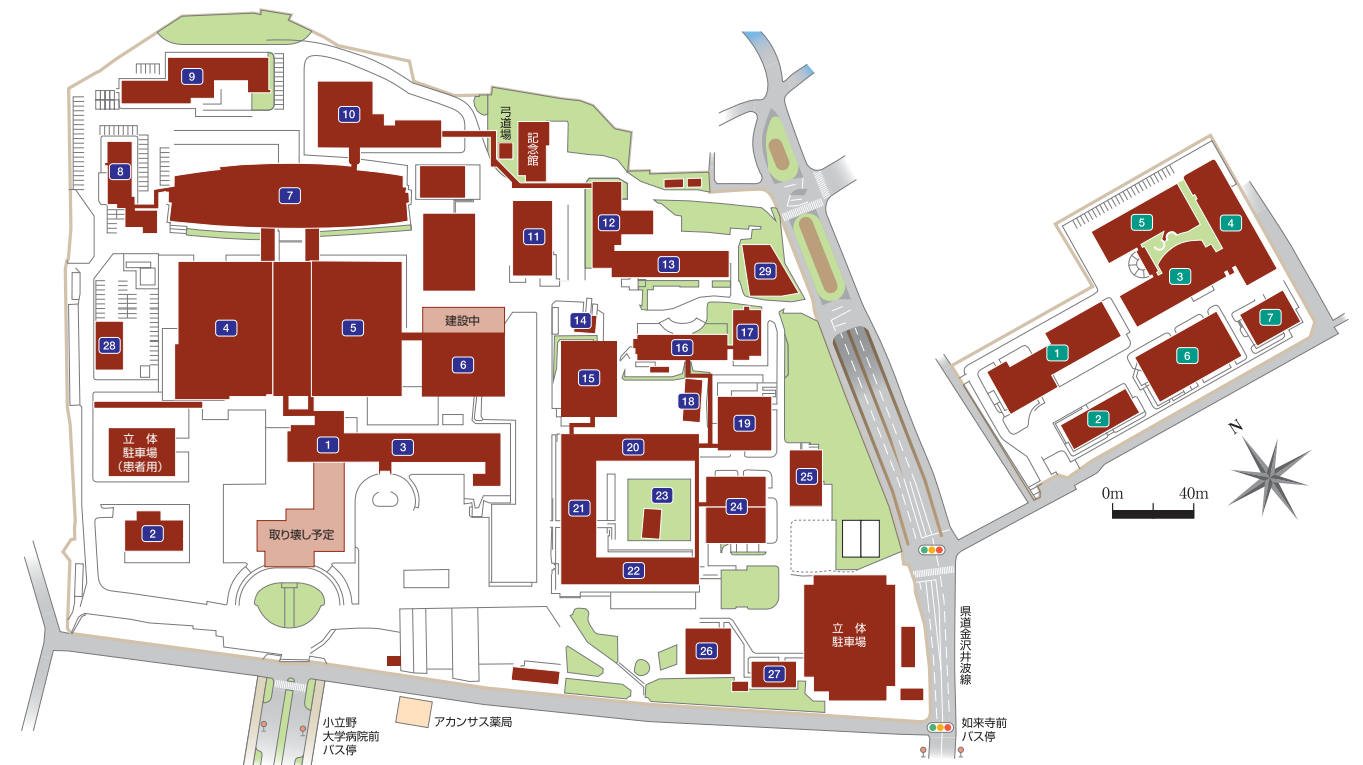 9
10
弓道場
記念館
8
7
11
12
13
29
5
4
3
7
1
6
2
N
0m
40m
4
5
建設中
6
14
16
17
28
15
18
19
立 体
駐車場
(患者用)
1
3
20
25
2
取り壊し予定
21
23
24
22
立 体
駐車場
26
27
県道金沢井波線
小立野
大学病院前
バス停
アカンサス薬局
如来寺前
バス停